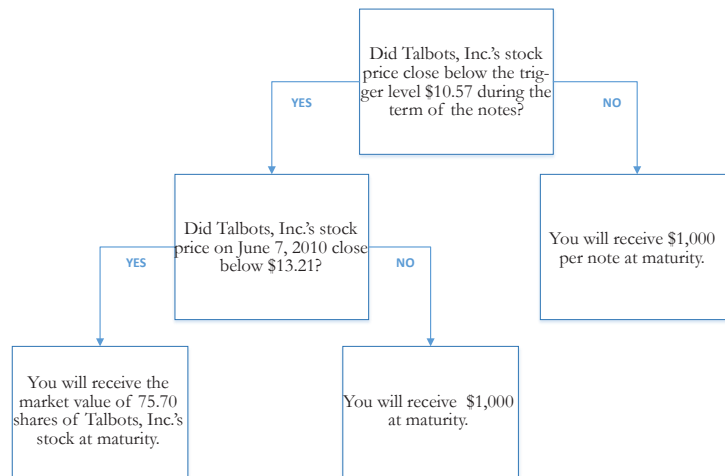 Did Talbots, Inc.'s stock
price close below the trig-
ger level $10.57 during the
term of the notes?
YES
NO
Did Talbots, Inc.'s stock
price on June 7, 2010 close
below $13.21?
You will receive $1,000
per note at maturity.
YES
NO
You will receive the
market value of 75.70
shares of Talbots, Inc.'s
stock at maturity.
You will receive $1,000
at maturity.